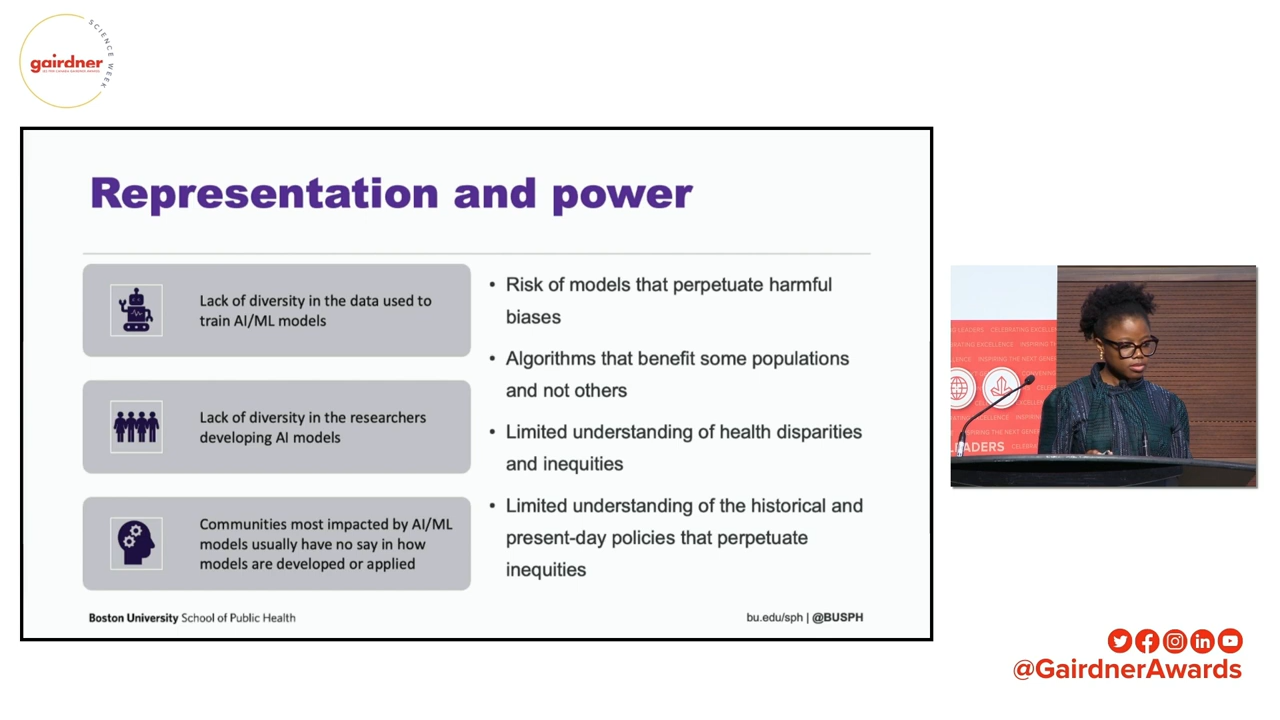 SCIENCE WEEK
gairdner
Representation and power
Lack of diversity in the data used to
train AI/ML models
Lack of diversity in the researchers
developing AI models
Communities most impacted by AI/ML
models usually have no say in how
models are developed or applied
• Risk of models that perpetuate harmful
biases
• Algorithms that benefit some populations
and not others
• Limited understanding of health disparities
and inequities
• Limited understanding of the historical and
present-day policies that perpetuate
inequities
Boston University School of Public Health
bu.edu/sph | @BUSPH
LEADERS
@GairdnerAwards